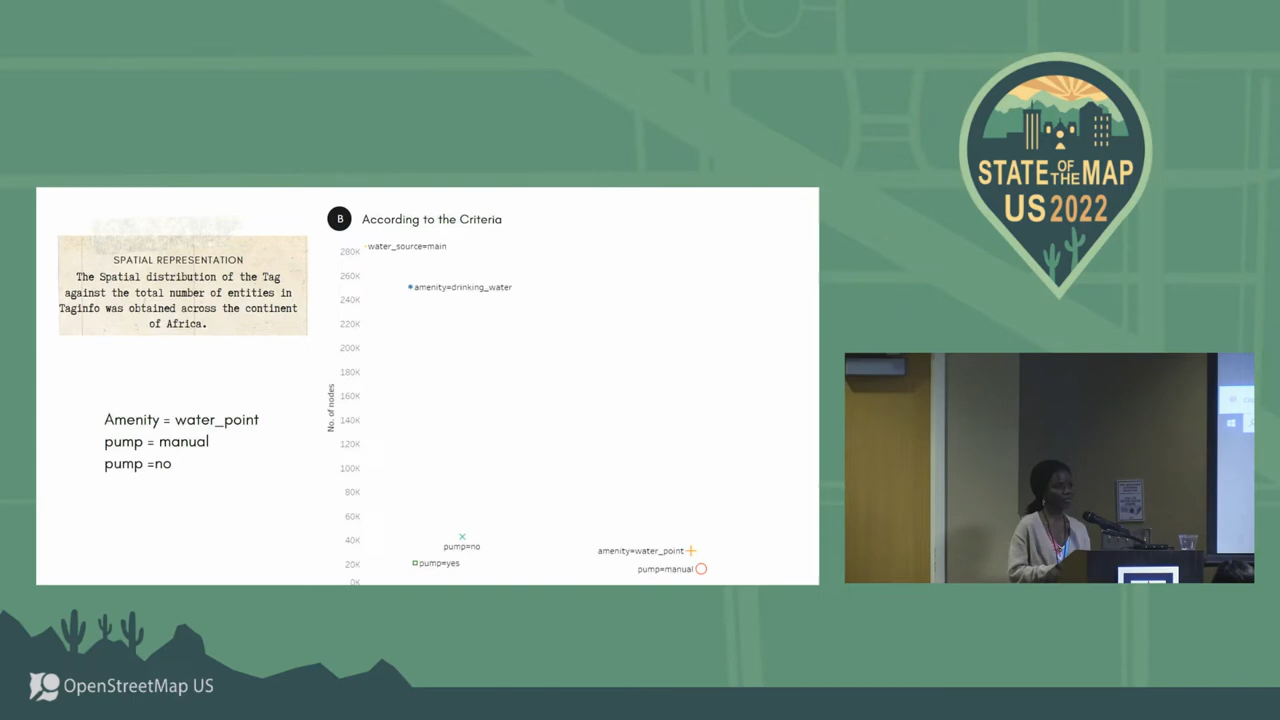 STATE OF THE MAP
US 2022
B According to the Criteria
SPATIAL REPRESENTATION
The Spatial distribution of the Tag
against the total number of entities in
Taginfo was obtained across the continent
of Africa.
Amenity = water_point
pump = manual
pump =no
No. of nodes
280K
260K
240K
220K
200K
180K
160K
140K
120K
100K
80K
60K
40K
20K
0K
water_source=main
amenity=drinking_water
pump=no
pump=yes
amenity=water_point
pump=manual
OpenStreetMap US